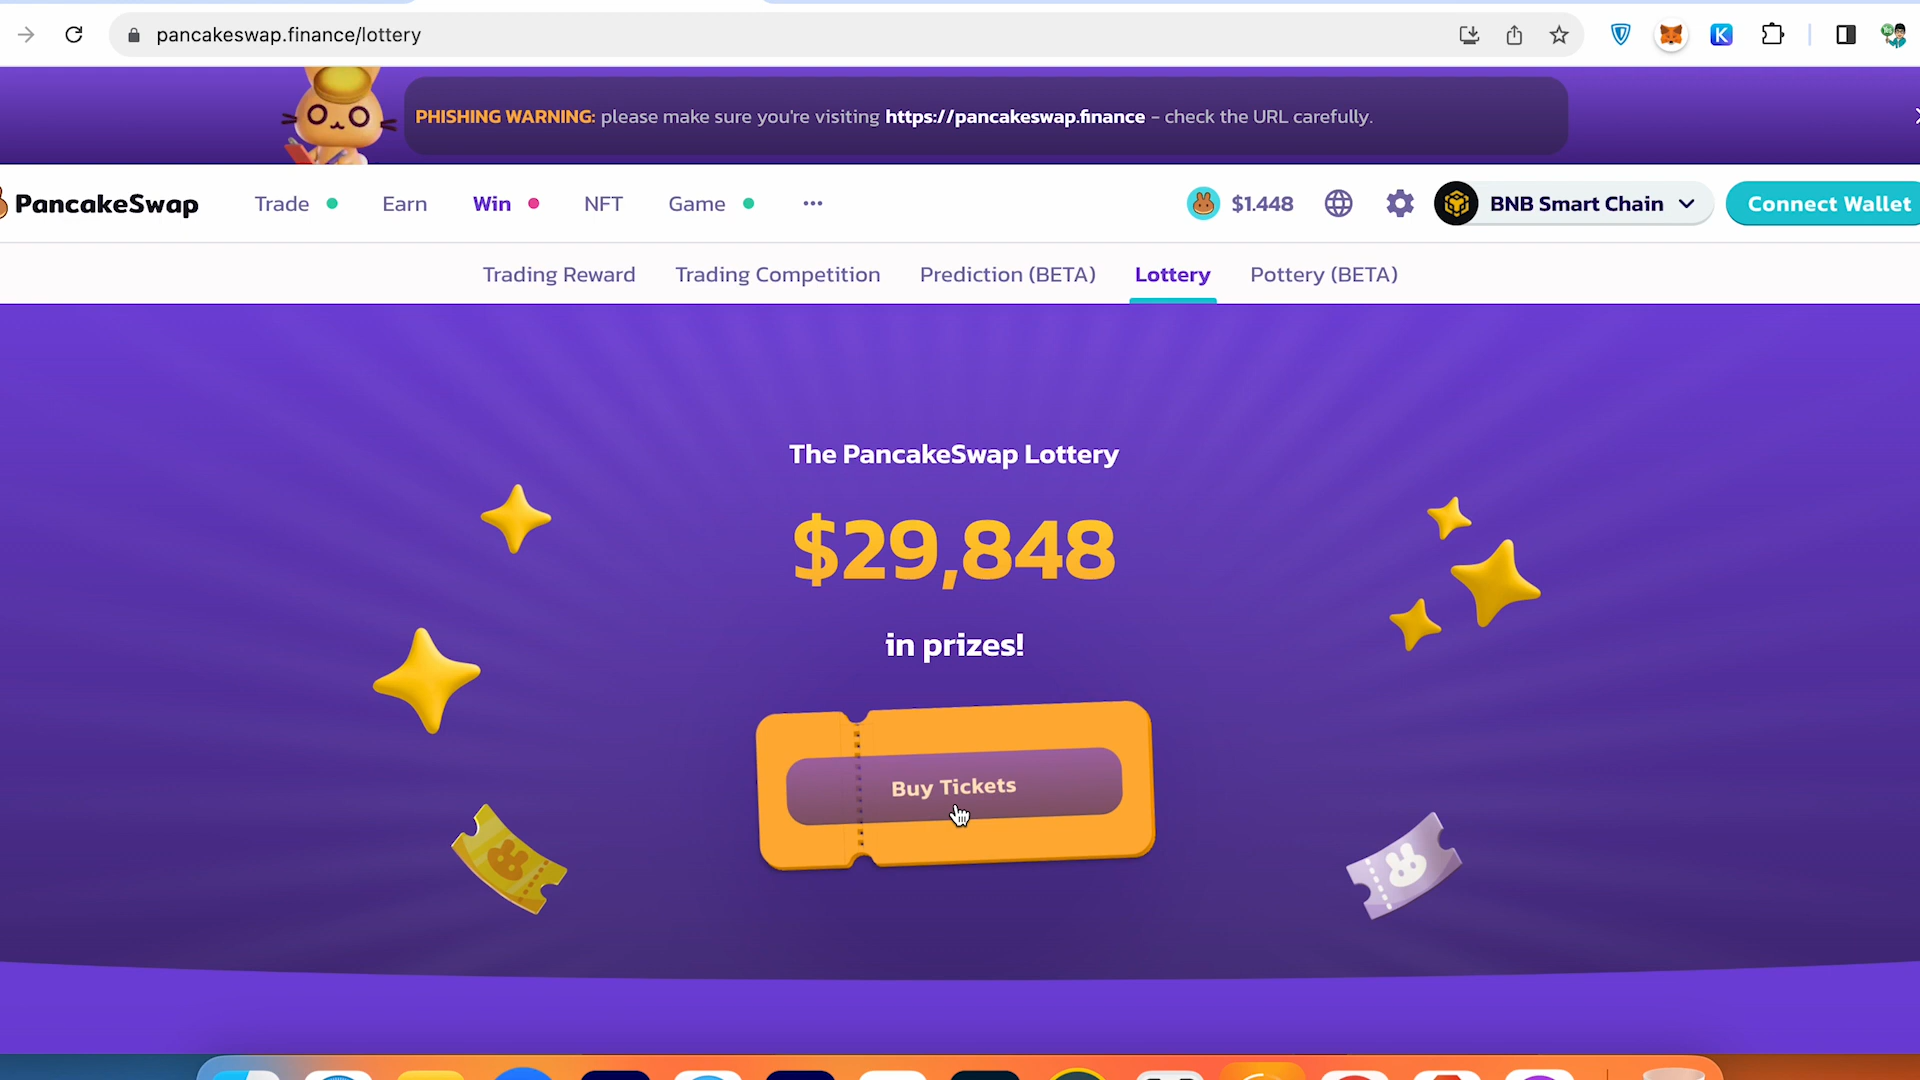 pancakeswap.finance/lottery
PHISHING WARNING: please make sure you're visiting https://pancakeswap.finance - check the URL carefully.
PancakeSwap Trade Earn Win NFT Game ••• $1.448 BNB Smart Chain Connect Wallet
Trading Reward Trading Competition Prediction (BETA) Lottery Pottery (BETA)
The PancakeSwap Lottery
$29,848
in prizes!
Buy Tickets